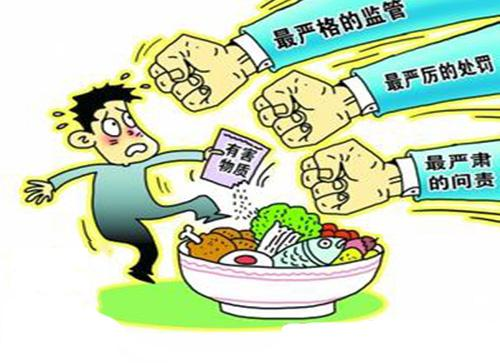 最严格的监管
最严厉的处罚
最严肃
的问责
有害
物质